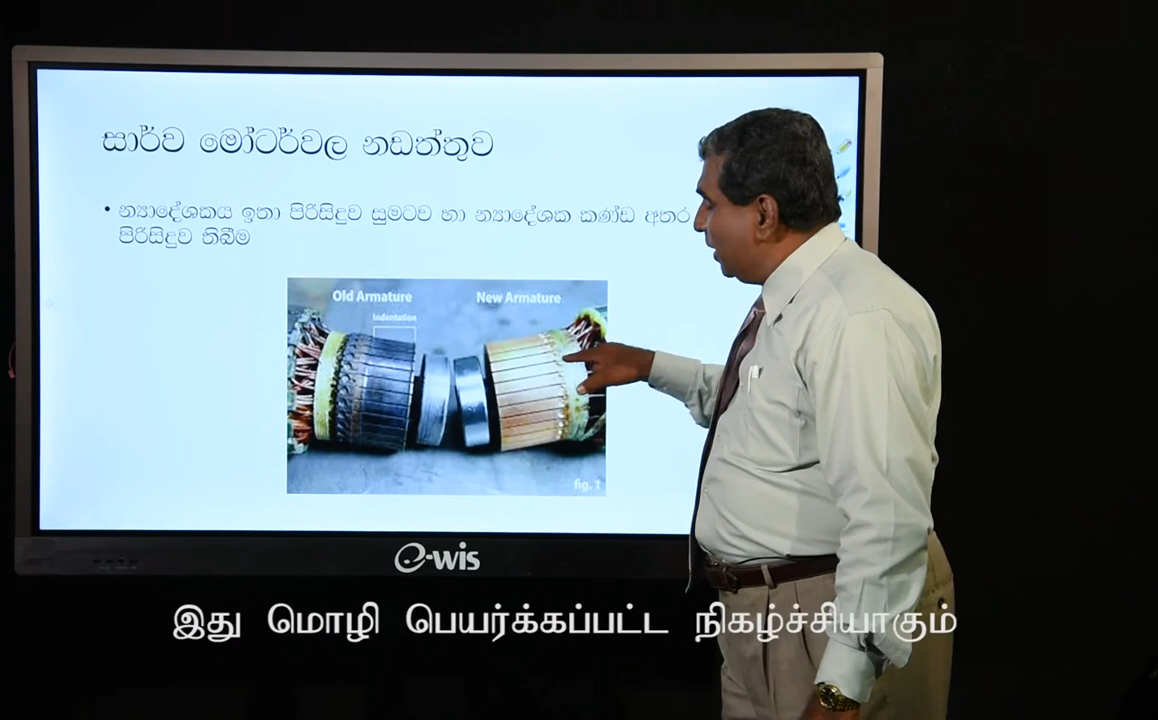 සාර්ව මෝටර්වල නඩත්තුව
• න්‍යාදේශකය ඉතා පිරිසිදුව සුමටව හා න්‍යාදේශක කණ්ඩ අතර
පිරිසිදුව තිබීම
Old Armature New Armature
Indentation
fig. 1
e-wis
இது மொழி பெயர்க்கப்பட்ட நிகழ்ச்சியாகும்